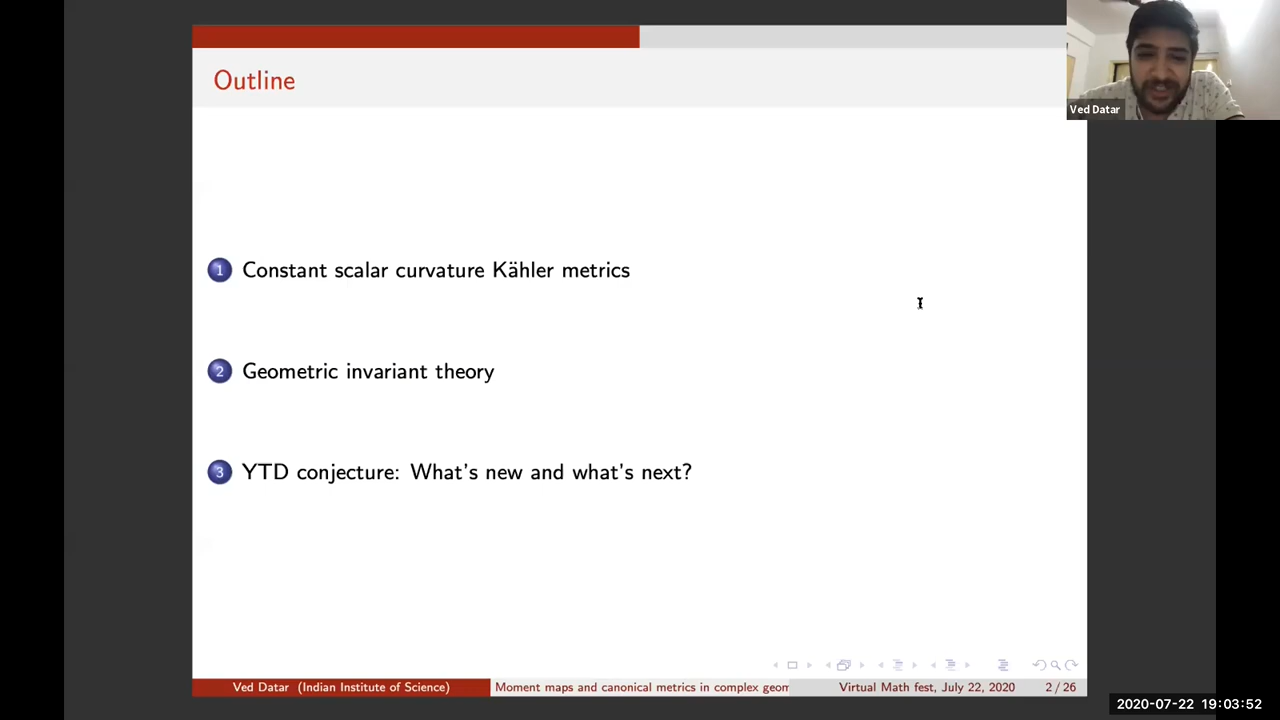 Outline
Ved Datar
1 Constant scalar curvature Kähler metrics
2 Geometric invariant theory
3 YTD conjecture: What's new and what's next?
Ved Datar (Indian Institute of Science) Moment maps and canonical metrics in complex geom Virtual Math fest, July 22, 2020 2 / 26
2020-07-22 19:03:52